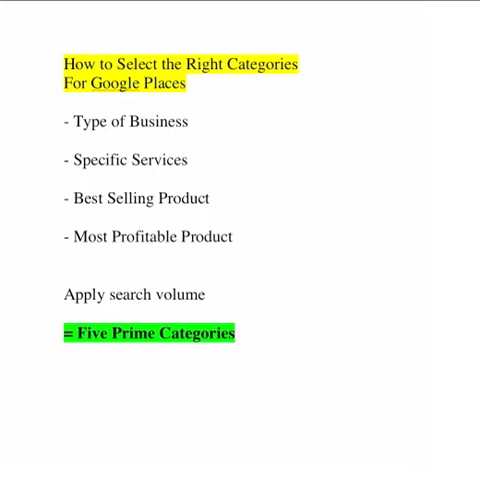 How to Select the Right Categories
For Google Places
- Type of Business
- Specific Services
- Best Selling Product
- Most Profitable Product
Apply search volume
= Five Prime Categories